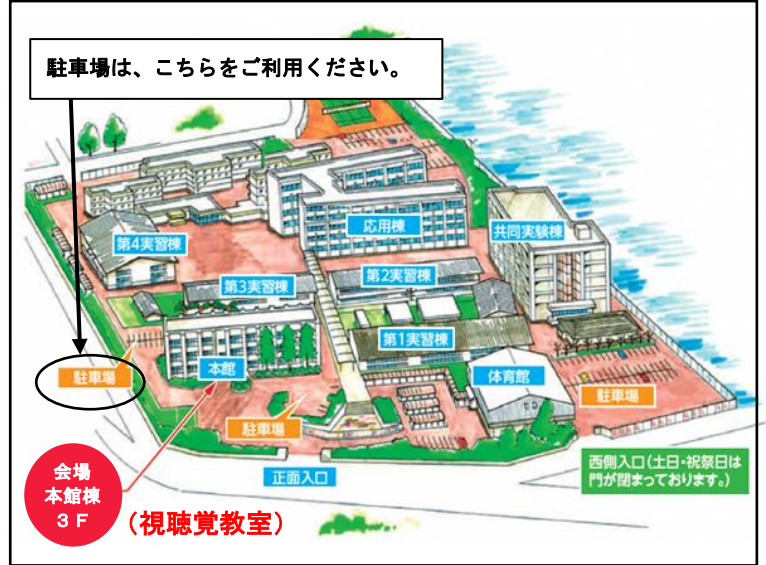 駐車場は、こちらをご利用ください。
応用棟
共同実験棟
第4実習棟
第2実習棟
第3実習棟
第1実習棟
本館
体育館
駐車場
駐車場
駐車場
正面入口
西側入口(土日・祝祭日は
門が閉まっております。)
会場
本館棟
3F
(視聴覚教室)